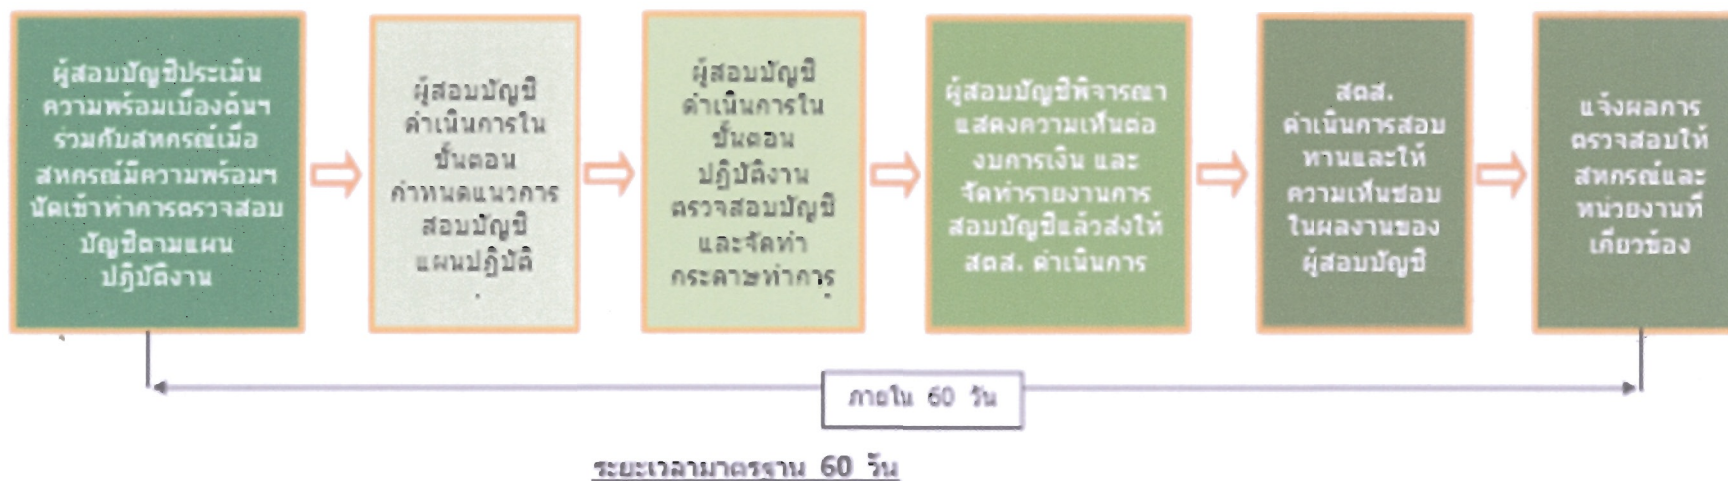 ผู้สอบบัญชีประเมิน
ความพร้อมเบื้องต้นฯ
ร่วมกับสหกรณ์เมื่อ
สหกรณ์มีความพร้อมฯ
นัดเข้าทำการตรวจสอบ
บัญชีตามแผน
ปฏิบัติงาน
ผู้สอบบัญชี
ดำเนินการใน
ขั้นตอน
กำหนดแนวการ
สอบบัญชี
แผนปฏิบัติ
ผู้สอบบัญชี
ดำเนินการใน
ขั้นตอน
ปฏิบัติงาน
ตรวจสอบบัญชี
และจัดทำ
กระดาษทำการ
ผู้สอบบัญชีพิจารณา
แสดงความเห็นต่อ
งบการเงิน และ
จัดทำรายงานการ
สอบบัญชีแล้วส่งให้
สตส. ดำเนินการ
สตส.
ดำเนินการสอบ
ทานและให้
ความเห็นชอบ
ในผลงานของ
ผู้สอบบัญชี
แจ้งผลการ
ตรวจสอบให้
สหกรณ์และ
หน่วยงานที่
เกี่ยวข้อง
ภายใน 60 วัน
ระยะเวลามาตรฐาน 60 วัน